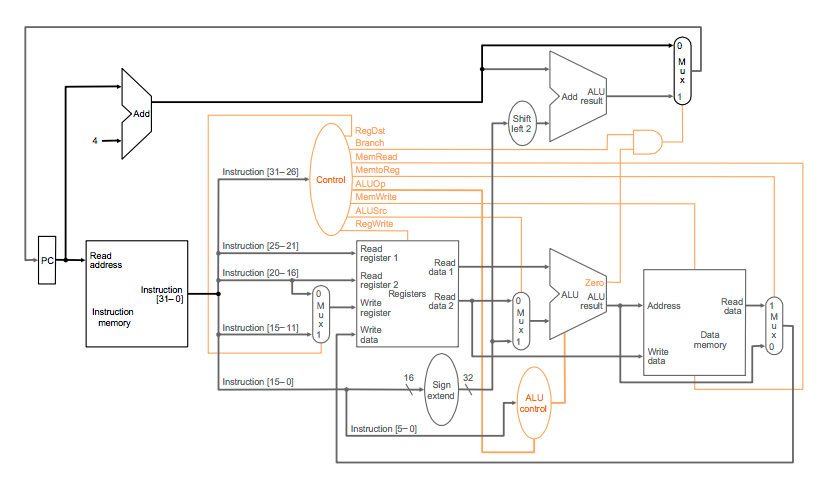 0
M
u
x
1
Add
ALU
result
Add
4
Shift
left 2
RegDst
Branch
MemRead
MemtoReg
ALUOp
MemWrite
ALUSrc
RegWrite
Control
Instruction [31–26]
Instruction [25–21]
Instruction [20–16]
Instruction [15–11]
Instruction [15–0]
Instruction [5–0]
PC
Read
address
Instruction
[31–0]
Instruction
memory
0
M
u
x
1
Read
register 1
Read
register 2
Write
register
Write
data
Registers
Read
data 1
Read
data 2
0
M
u
x
1
Zero
ALU
ALU
result
Address
Write
data
Read
data
Data
memory
1
M
u
x
0
16
Sign
extend
32
ALU
control